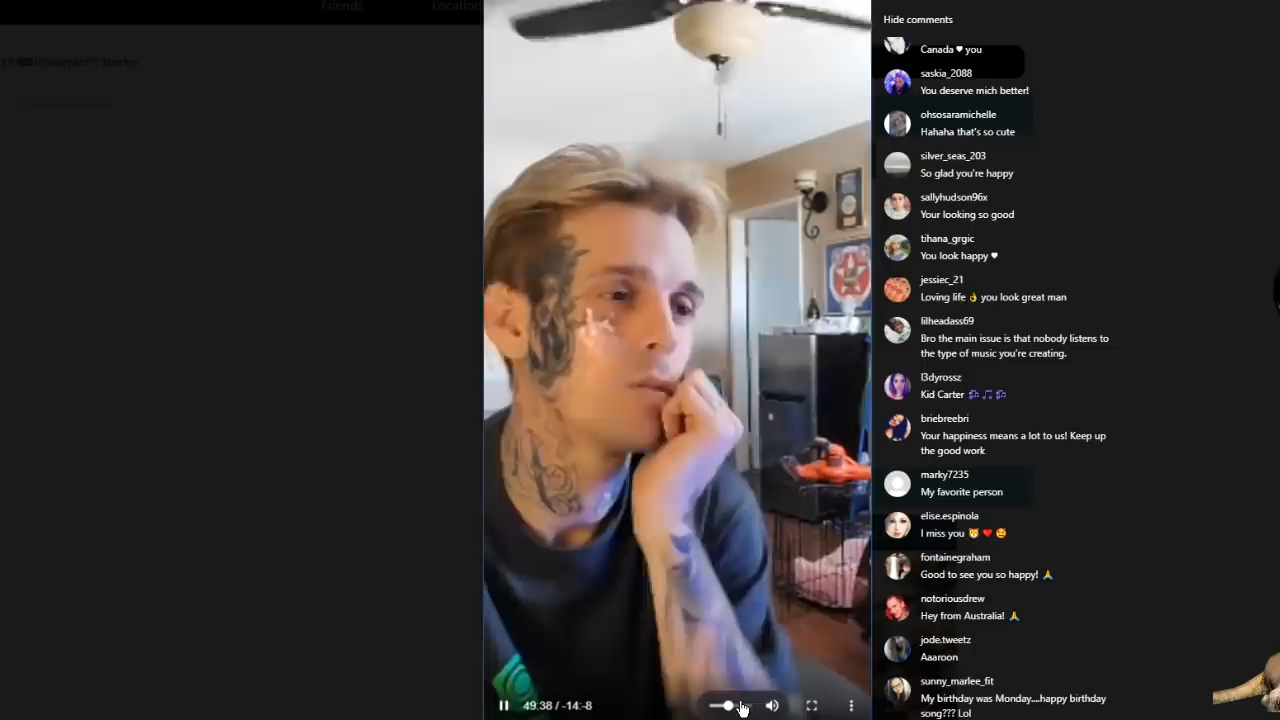 Friends
Location
Hide comments
Canada ♥ you
saskia_2088
You deserve mich better!
ohsosaramichelle
Hahaha that's so cute
silver_seas_203
So glad you're happy
sallyhudson96x
Your looking so good
tihana_grgic
You look happy ♥
jessiec_21
Loving life 👌 you look great man
lilheadass69
Bro the main issue is that nobody listens to
the type of music you're creating.
l3dyrossz
Kid Carter 🎼 🎵 🎼
briebreebri
Your happiness means a lot to us! Keep up
the good work
marky7235
My favorite person
elise.espinola
I miss you 😽 ❤️ 🥰
fontainegraham
Good to see you so happy! 🙏
notoriousdrew
Hey from Australia! 🙏
jode.tweetz
Aaaroon
sunny_marlee_fit
My birthday was Monday....happy birthday
song??? Lol
49:38 / -14:-8